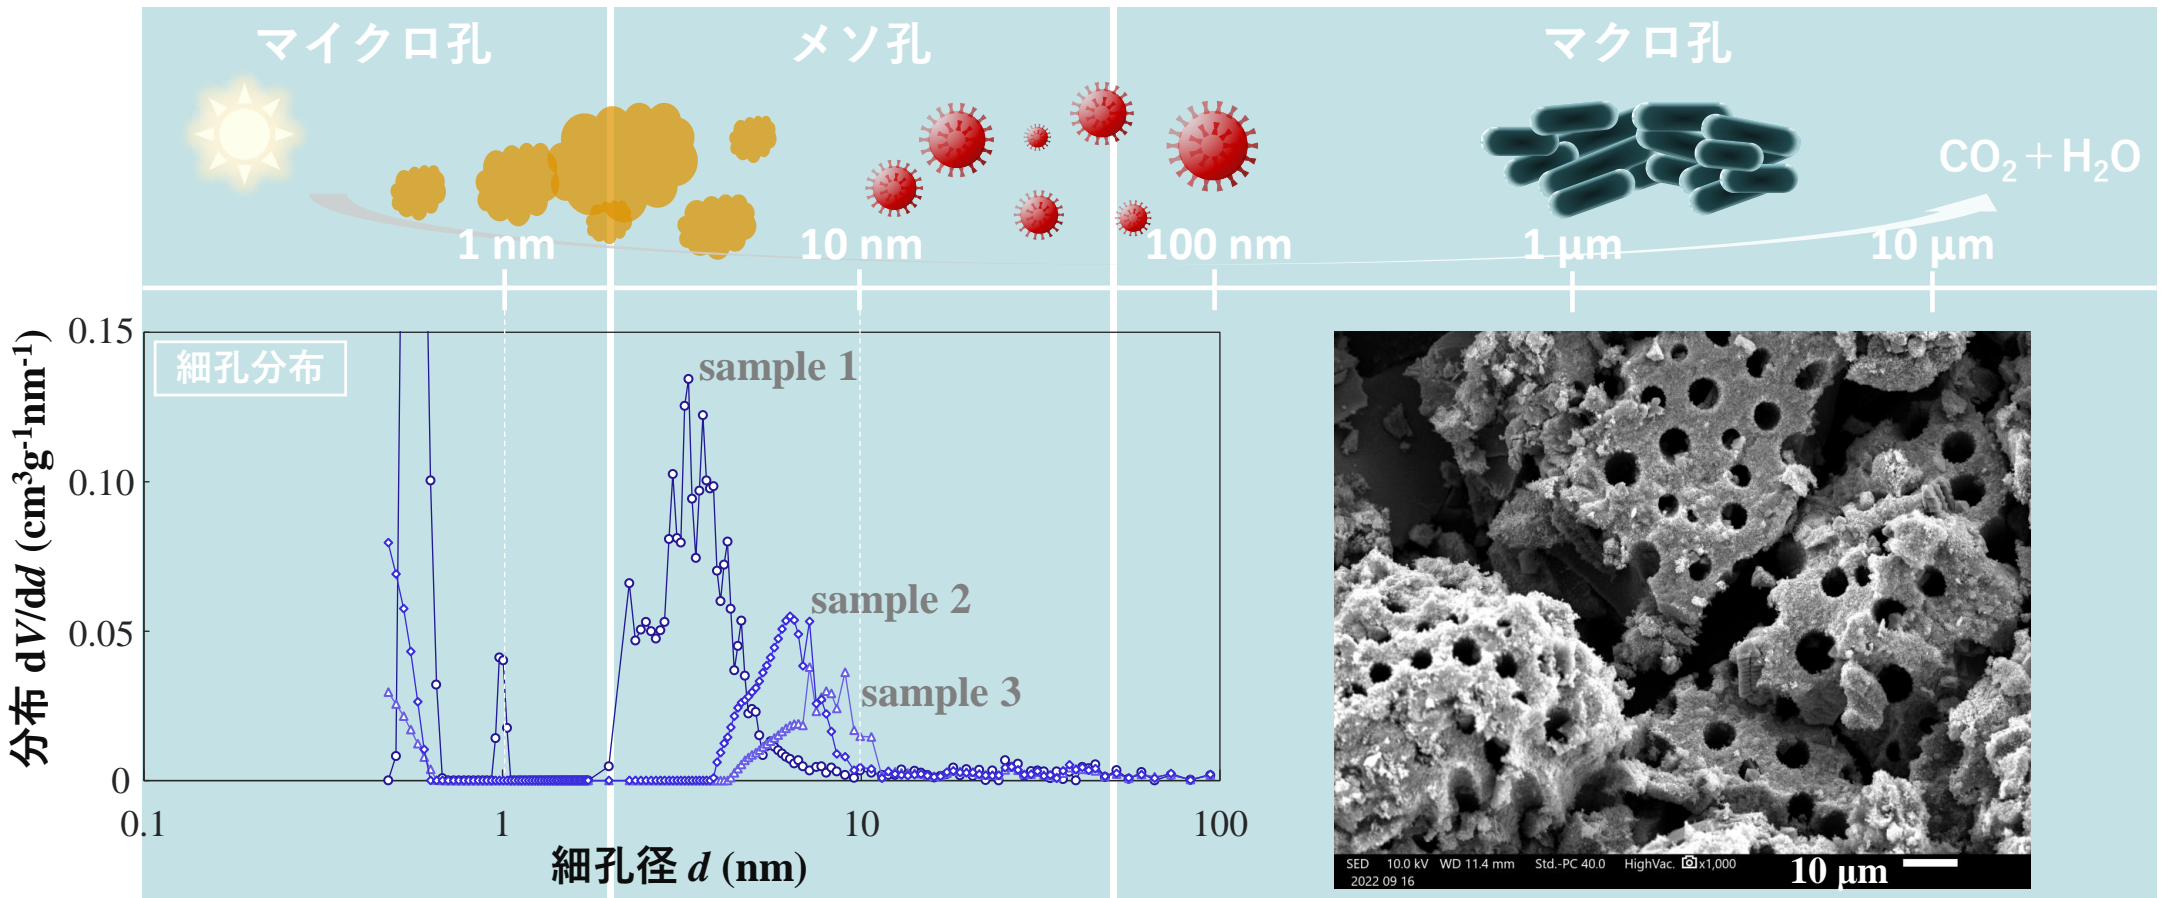 マイクロ孔 メソ孔 マクロ孔
CO₂＋H₂O
1 nm 10 nm 100 nm 1 μm 10 μm
細孔分布
sample 1
sample 2
sample 3
分布 dV/dd (cm³g⁻¹nm⁻¹)
0.15
0.10
0.05
0
0.1 1 10 100
細孔径 d (nm)
SED 10.0 kV WD 11.4 mm Std.-PC 40.0 HighVac. x1,000
2022 09 16
10 μm